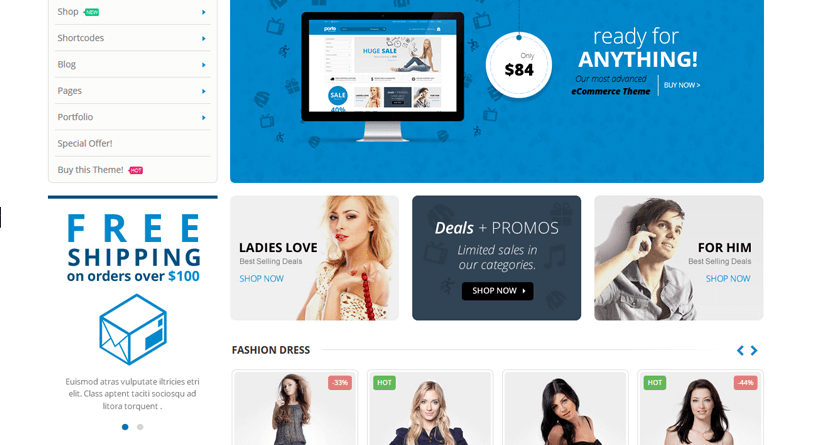 Shop NEW
Shortcodes
Blog
Pages
Portfolio
Special Offer!
Buy this Theme! HOT
porto
HUGE SALE
SALE
40%
Only
$84
ready for
ANYTHING!
Our most advanced
eCommerce Theme
BUY NOW >
FREE
SHIPPING
on orders over $100
Euismod atras vulputate iltricies etri
elit. Class aptent taciti sociosqu ad
litora torquent .
LADIES LOVE
Best Selling Deals
SHOP NOW
Deals + PROMOS
Limited sales in
our categories.
SHOP NOW
FOR HIM
Best Selling Deals
SHOP NOW
FASHION DRESS
-33%
HOT
HOT
-44%